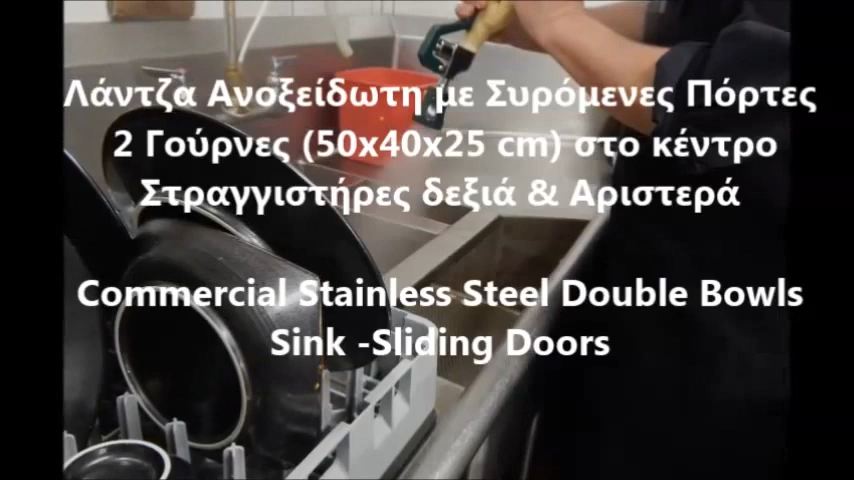 Λάντζα Ανοξείδωτη με Συρόμενες Πόρτες
2 Γούρνες (50x40x25 cm) στο κέντρο
Στραγγιστήρες δεξιά & Αριστερά
Commercial Stainless Steel Double Bowls
Sink -Sliding Doors